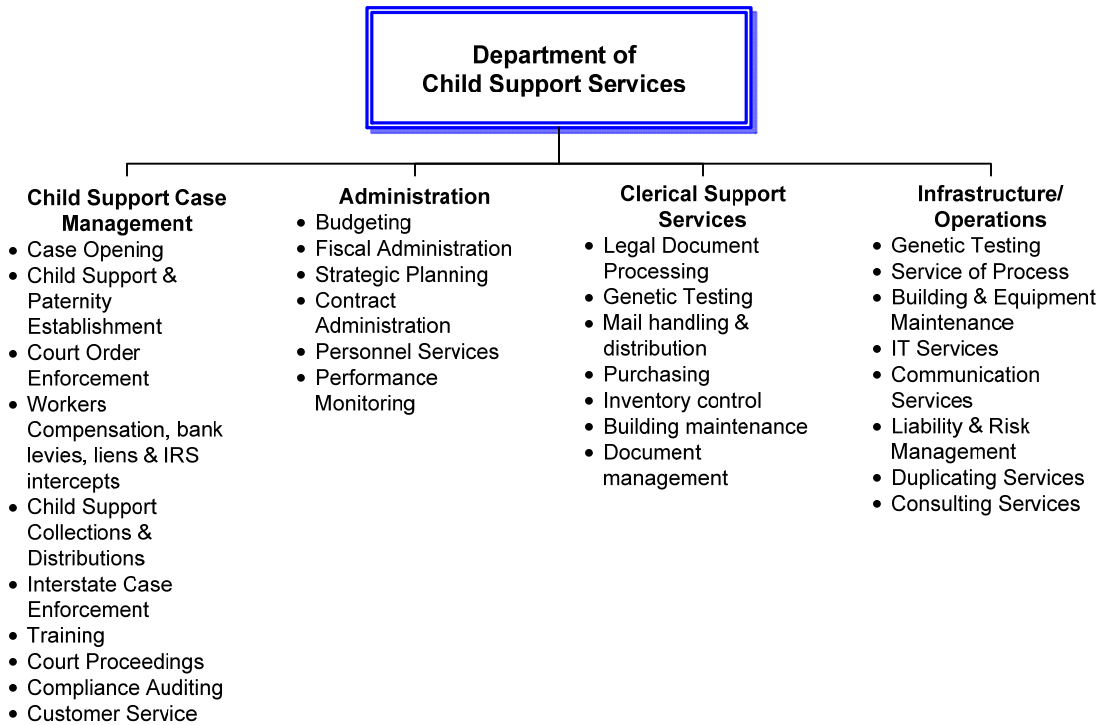 Department of
Child Support Services
Child Support Case
Management
• Case Opening
• Child Support &
Paternity
Establishment
• Court Order
Enforcement
• Workers
Compensation, bank
levies, liens & IRS
intercepts
• Child Support
Collections &
Distributions
• Interstate Case
Enforcement
• Training
• Court Proceedings
• Compliance Auditing
• Customer Service
Administration
• Budgeting
• Fiscal Administration
• Strategic Planning
• Contract
Administration
• Personnel Services
• Performance
Monitoring
Clerical Support
Services
• Legal Document
Processing
• Genetic Testing
• Mail handling &
distribution
• Purchasing
• Inventory control
• Building maintenance
• Document
management
Infrastructure/
Operations
• Genetic Testing
• Service of Process
• Building & Equipment
Maintenance
• IT Services
• Communication
Services
• Liability & Risk
Management
• Duplicating Services
• Consulting Services